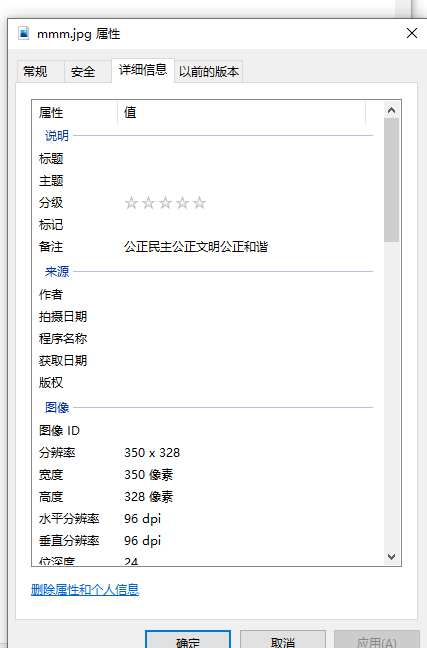 mmm.jpg 属性
常规 安全 详细信息 以前的版本
属性 值
说明
标题
主题
分级
标记
备注 公正民主公正文明公正和谐
来源
作者
拍摄日期
程序名称
获取日期
版权
图像
图像 ID
分辨率 350 x 328
宽度 350 像素
高度 328 像素
水平分辨率 96 dpi
垂直分辨率 96 dpi
位深度 24
删除属性和个人信息
确定 取消 应用(A)